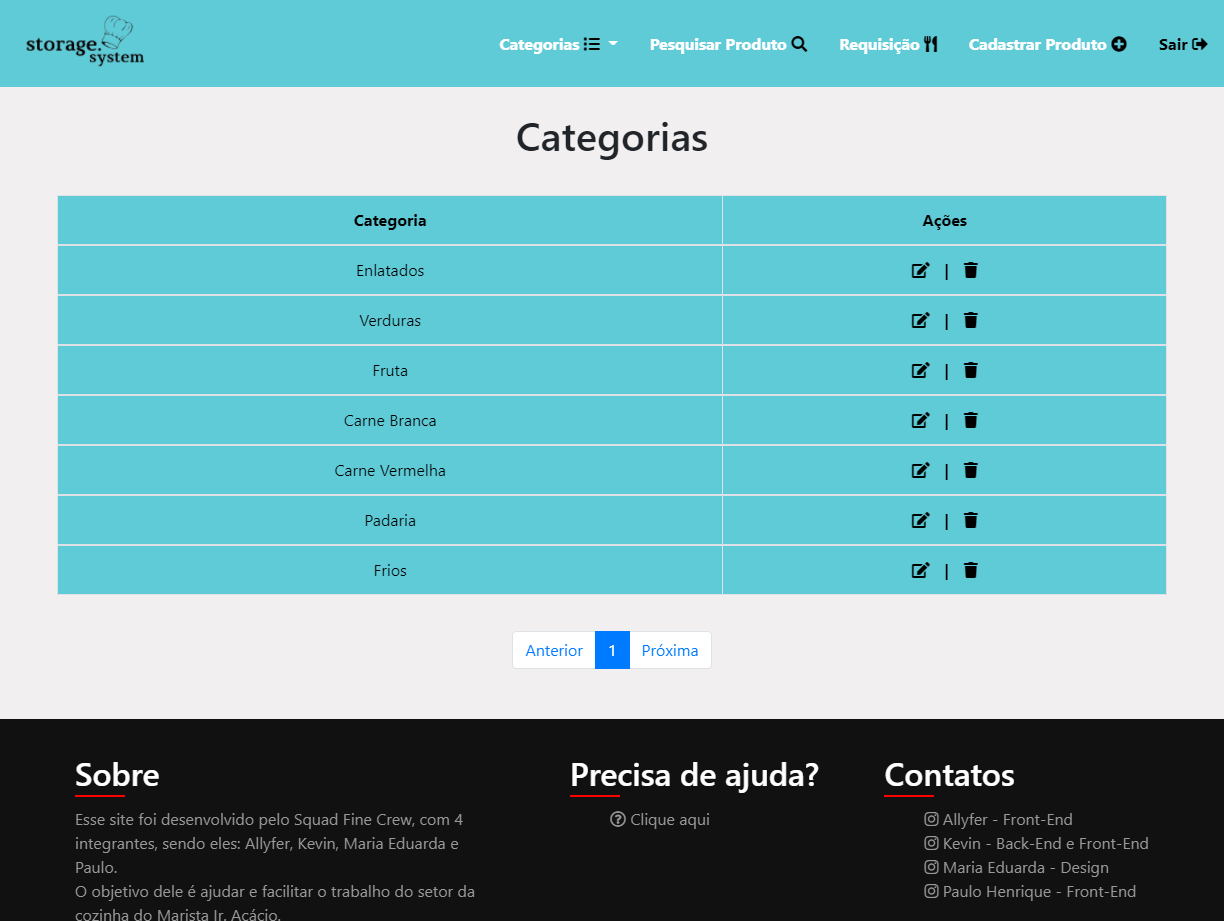 storage.
system
Categorias
Pesquisar Produto
Requisição
Cadastrar Produto
Sair
Categorias
Categoria
Ações
Enlatados
|
Verduras
|
Fruta
|
Carne Branca
|
Carne Vermelha
|
Padaria
|
Frios
|
Anterior
1
Próxima
Sobre
Esse site foi desenvolvido pelo Squad Fine Crew, com 4
integrantes, sendo eles: Allyfer, Kevin, Maria Eduarda e
Paulo.
O objetivo dele é ajudar e facilitar o trabalho do setor da
cozinha do Marista Ir. Acácio.
Precisa de ajuda?
Clique aqui
Contatos
Allyfer - Front-End
Kevin - Back-End e Front-End
Maria Eduarda - Design
Paulo Henrique - Front-End